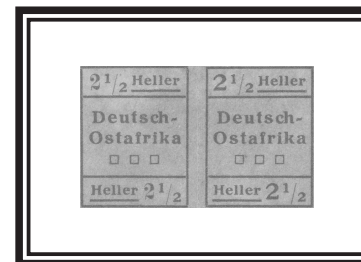 2 1/2 Heller
Deutsch-
Ostafrika
Heller 2 1/2
2 1/2 Heller
Deutsch-
Ostafrika
Heller 2 1/2